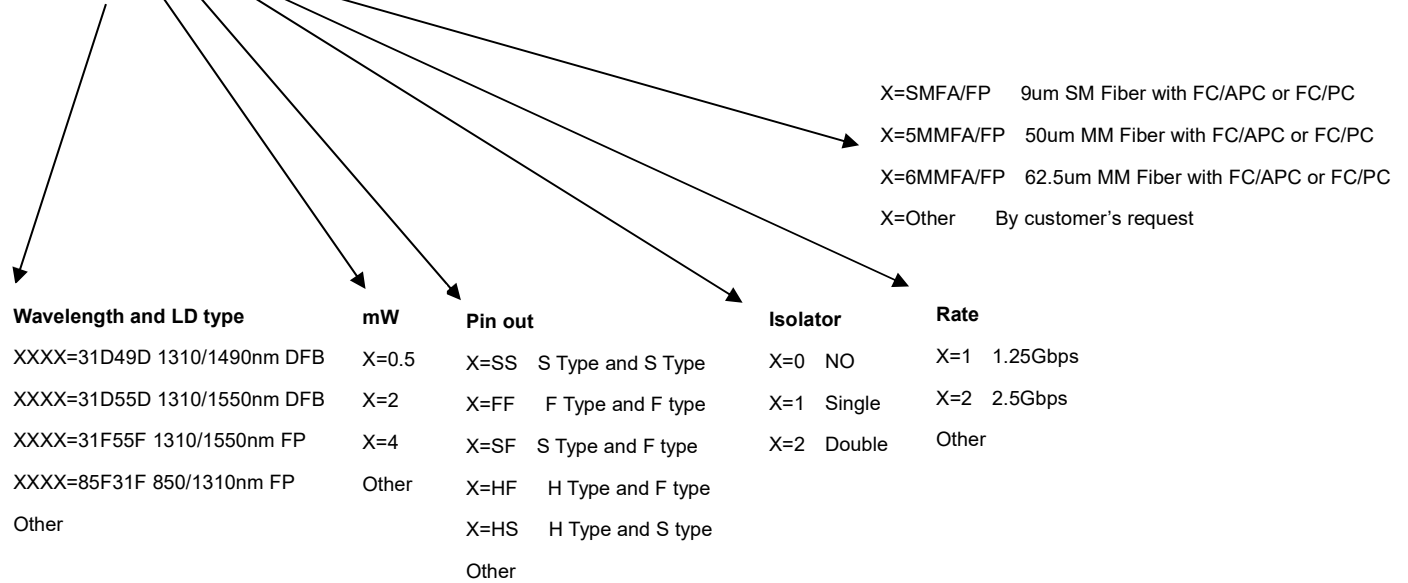 X=SMFA/FP 9um SM Fiber with FC/APC or FC/PC
X=5MMFA/FP 50um MM Fiber with FC/APC or FC/PC
X=6MMFA/FP 62.5um MM Fiber with FC/APC or FC/PC
X=Other By customer’s request
Wavelength and LD type
XXXX=31D49D 1310/1490nm DFB
XXXX=31D55D 1310/1550nm DFB
XXXX=31F55F 1310/1550nm FP
XXXX=85F31F 850/1310nm FP
Other
mW
X=0.5
X=2
X=4
Other
Pin out
X=SS S Type and S Type
X=FF F Type and F type
X=SF S Type and F type
X=HF H Type and F type
X=HS H Type and S type
Other
Isolator
X=0 NO
X=1 Single
X=2 Double
Rate
X=1 1.25Gbps
X=2 2.5Gbps
Other